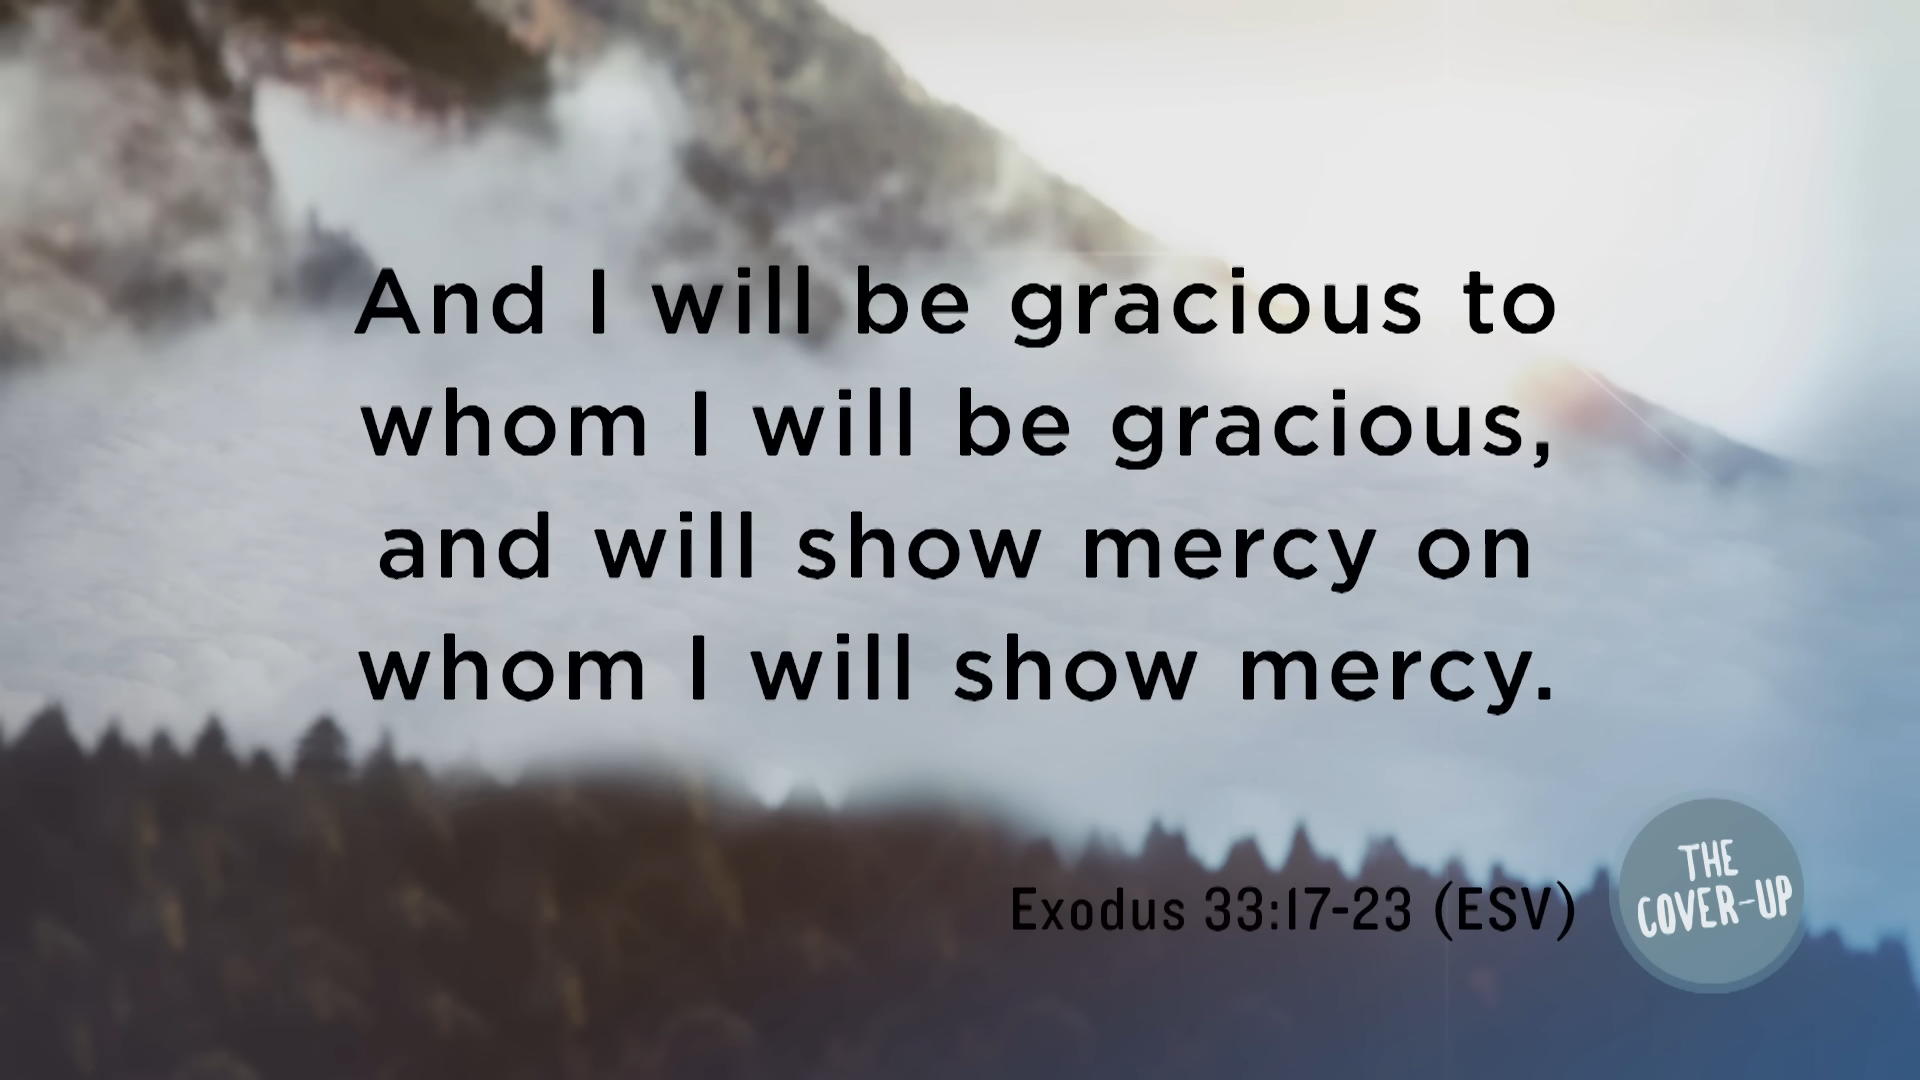 And I will be gracious to
whom I will be gracious,
and will show mercy on
whom I will show mercy.
Exodus 33:17-23 (ESV)
THE
COVER-UP